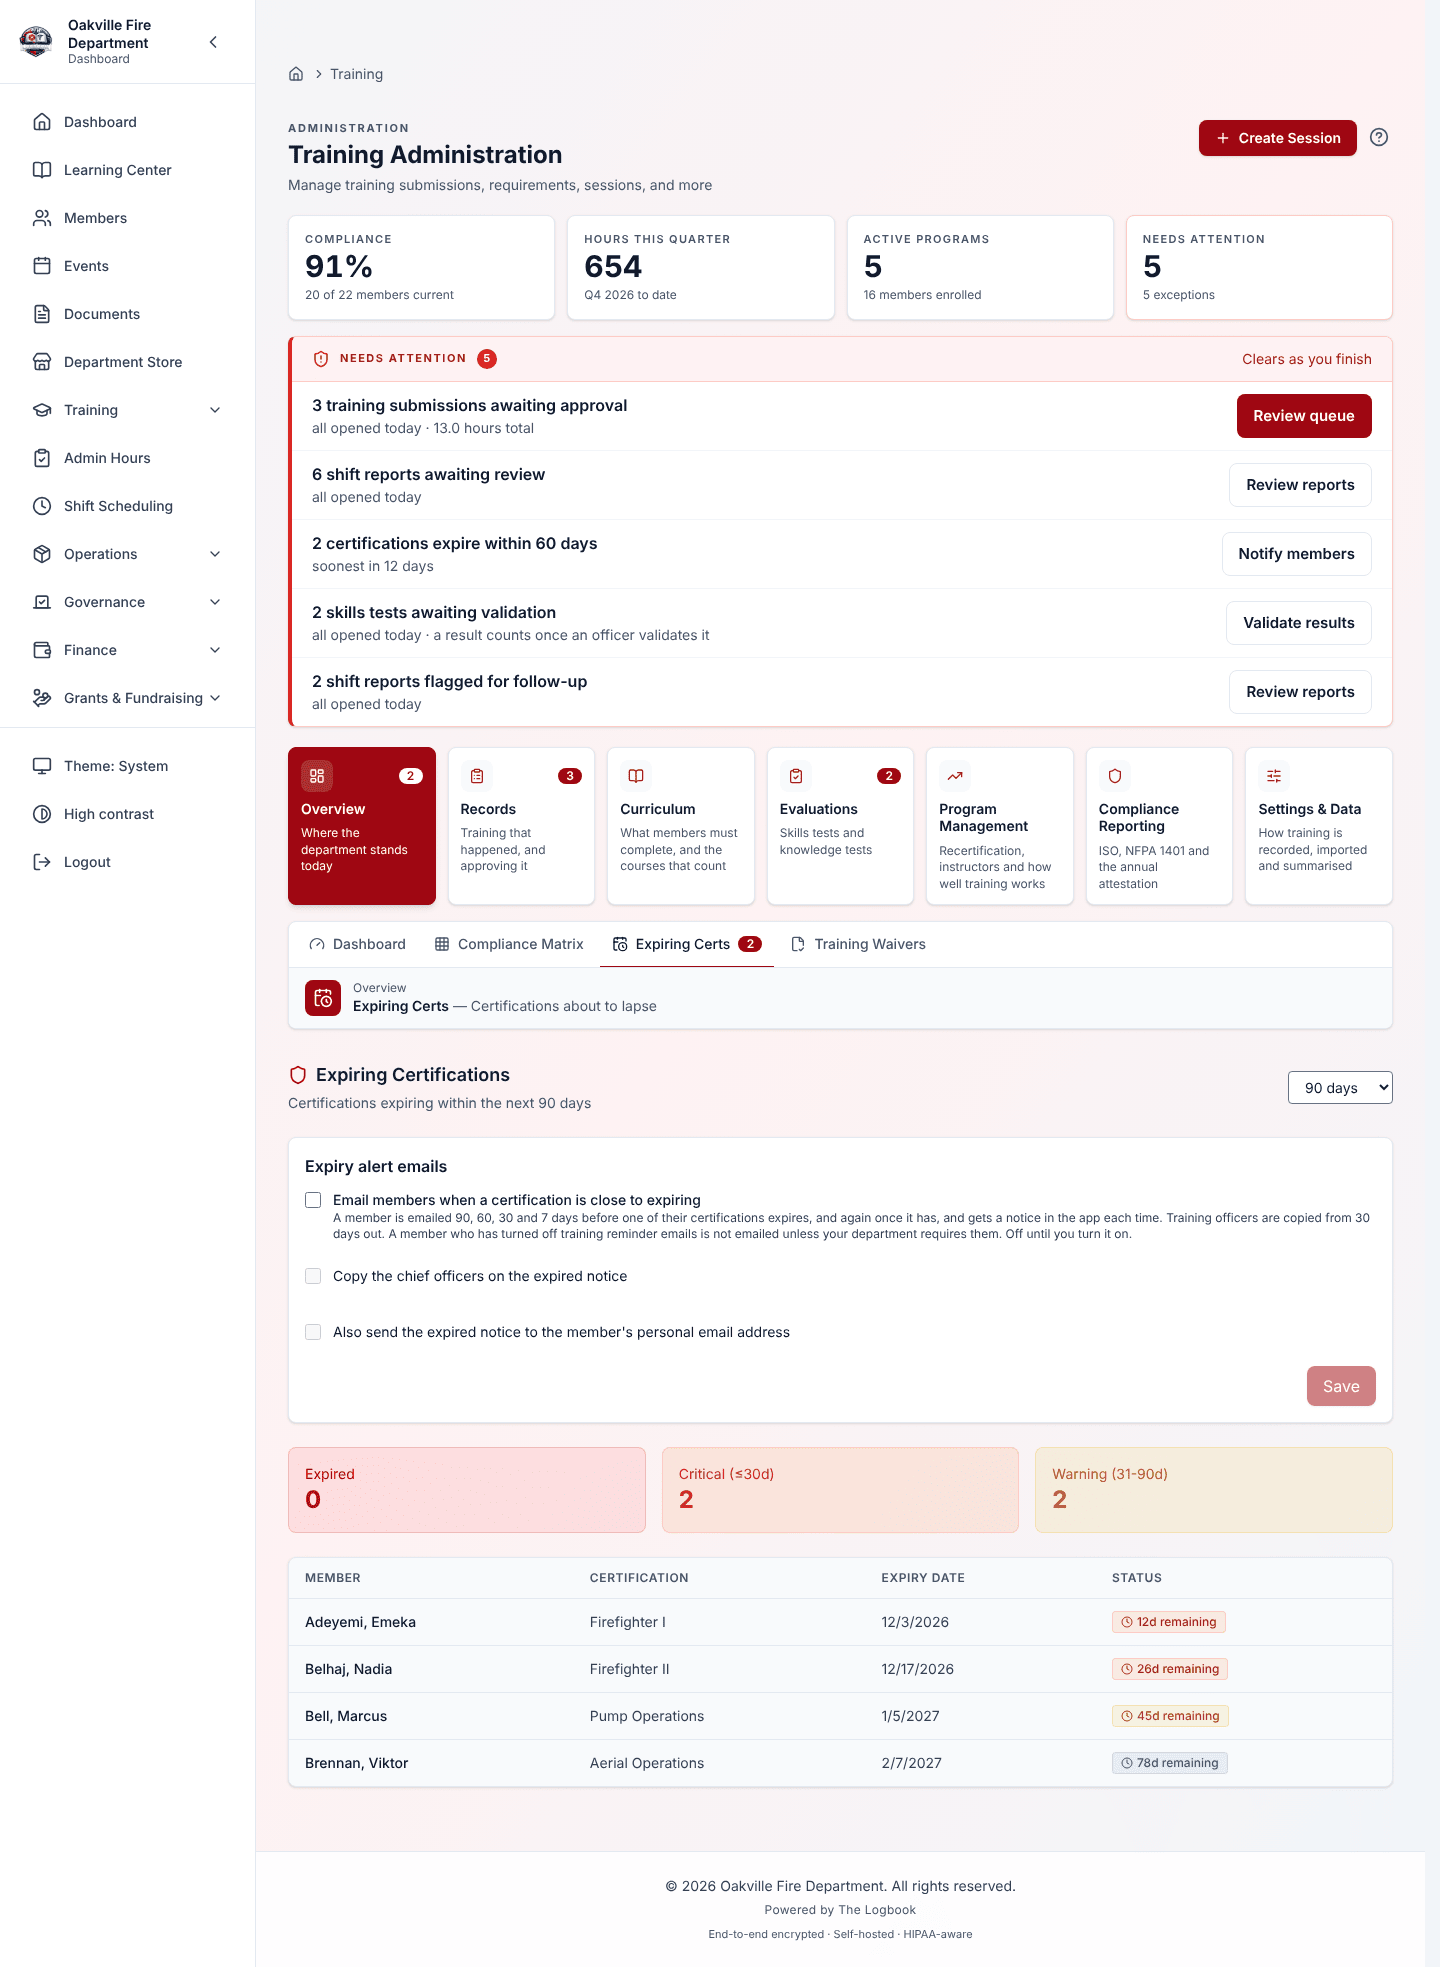 Oakville Fire
Department
Dashboard
Dashboard
Learning Center
Members
Events
Documents
Department Store
Training
Admin Hours
Shift Scheduling
Operations
Governance
Finance
Grants & Fundraising
Theme: System
High contrast
Logout
Training
ADMINISTRATION
Training Administration
Manage training submissions, requirements, sessions, and more
Create Session
COMPLIANCE
91%
20 of 22 members current
HOURS THIS QUARTER
654
Q4 2026 to date
ACTIVE PROGRAMS
5
16 members enrolled
NEEDS ATTENTION
5
5 exceptions
NEEDS ATTENTION 5
Clears as you finish
3 training submissions awaiting approval
all opened today · 13.0 hours total
Review queue
6 shift reports awaiting review
all opened today
Review reports
2 certifications expire within 60 days
soonest in 12 days
Notify members
2 skills tests awaiting validation
all opened today · a result counts once an officer validates it
Validate results
2 shift reports flagged for follow-up
all opened today
Review reports
2
Overview
Where the
department stands
today
3
Records
Training that
happened, and
approving it
Curriculum
What members must
complete, and the
courses that count
2
Evaluations
Skills tests and
knowledge tests
Program
Management
Recertification,
instructors and how
well training works
Compliance
Reporting
ISO, NFPA 1401 and
the annual
attestation
Settings & Data
How training is
recorded, imported
and summarised
Dashboard
Compliance Matrix
Expiring Certs 2
Training Waivers
Overview
Expiring Certs — Certifications about to lapse
Expiring Certifications
Certifications expiring within the next 90 days
90 days
Expiry alert emails
Email members when a certification is close to expiring
A member is emailed 90, 60, 30 and 7 days before one of their certifications expires, and again once it has, and gets a notice in the app each time. Training officers are copied from 30
days out. A member who has turned off training reminder emails is not emailed unless your department requires them. Off until you turn it on.
Copy the chief officers on the expired notice
Also send the expired notice to the member's personal email address
Save
Expired
0
Critical (≤30d)
2
Warning (31-90d)
2
MEMBER CERTIFICATION EXPIRY DATE STATUS
Adeyemi, Emeka Firefighter I 12/3/2026 12d remaining
Belhaj, Nadia Firefighter II 12/17/2026 26d remaining
Bell, Marcus Pump Operations 1/5/2027 45d remaining
Brennan, Viktor Aerial Operations 2/7/2027 78d remaining
© 2026 Oakville Fire Department. All rights reserved.
Powered by The Logbook
End-to-end encrypted · Self-hosted · HIPAA-aware